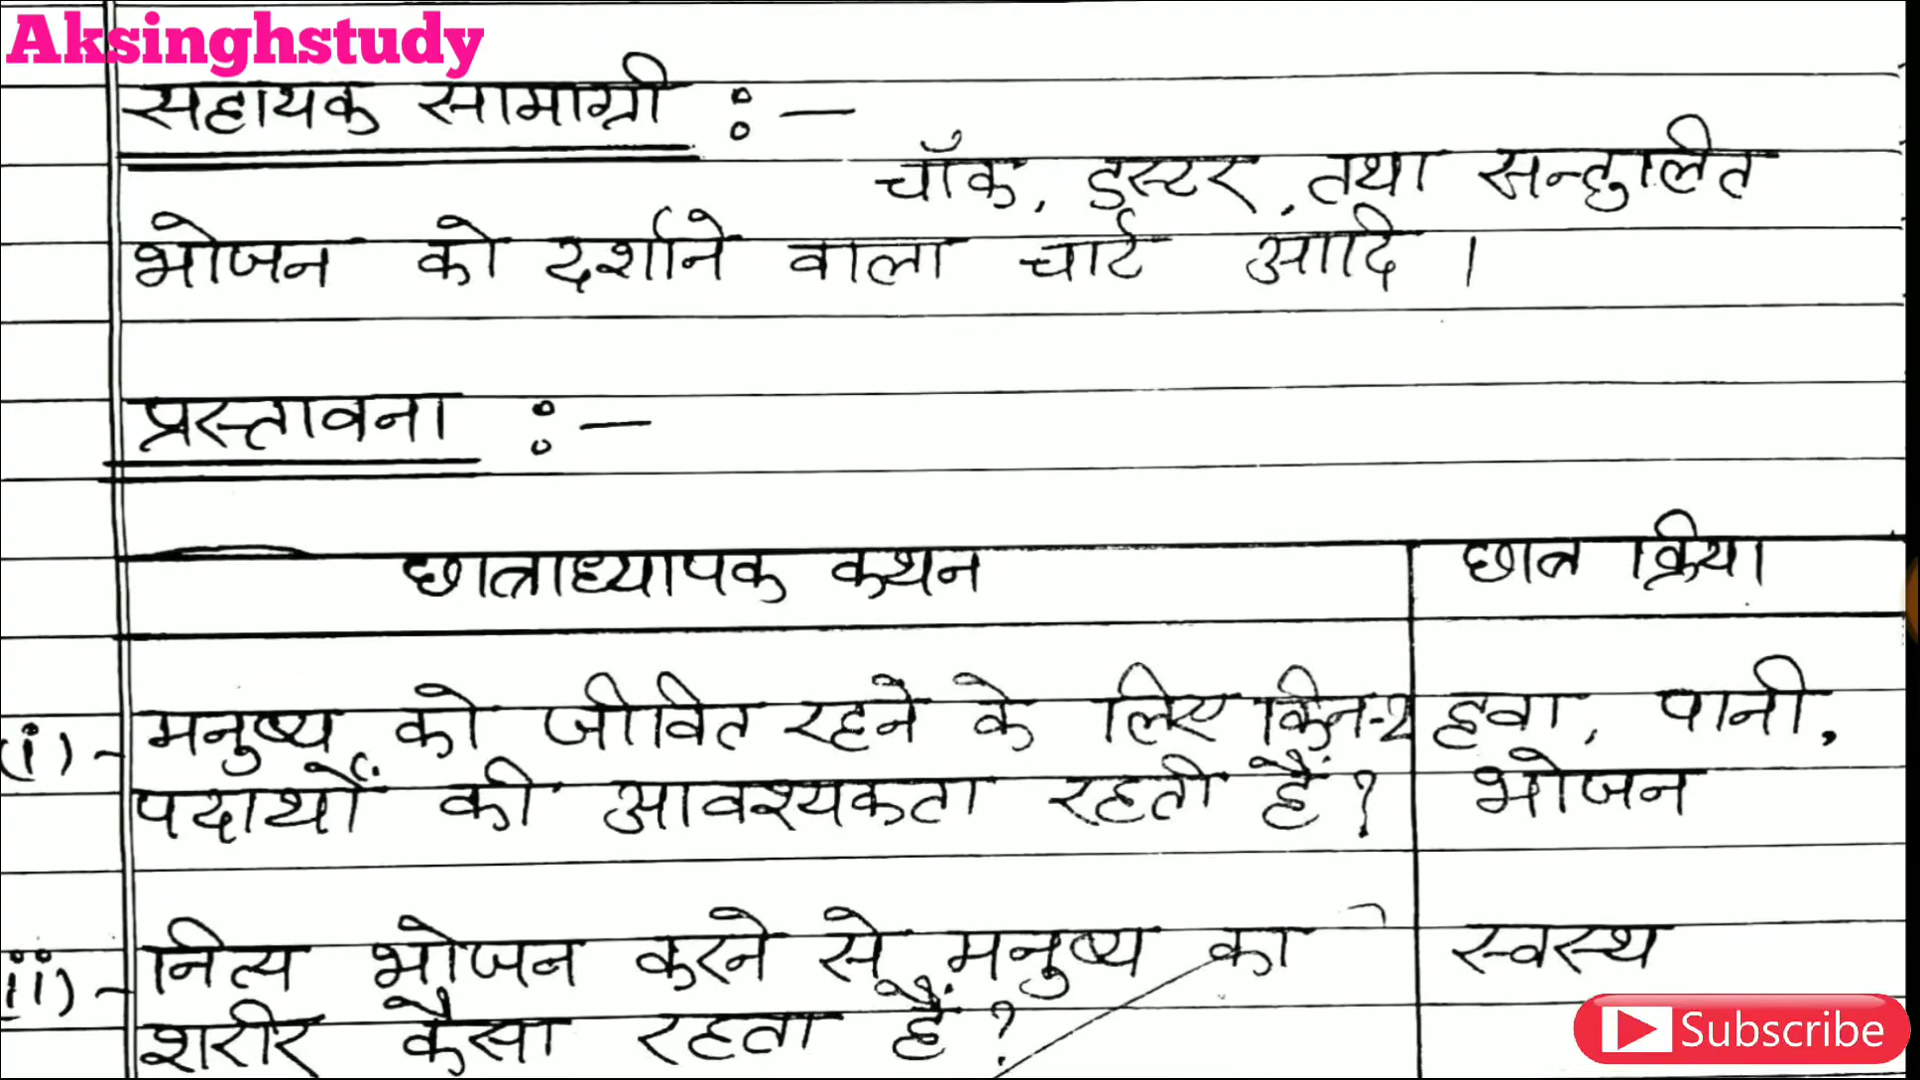 Aksinghstudy
सहायक सामाग्री :-
चॉक, डस्टर, तथा सन्तुलित
भोजन को दर्शाने वाला चार्ट आदि ।
प्रस्तावना :-
छात्राध्यापक कथन छात्र क्रिया
(i) - मनुष्य को जीवित रहने के लिए किन-2 हवा, पानी,
पदार्थों की आवश्यकता रहती है? भोजन
(ii) - नित्य भोजन करने से मनुष्य का स्वस्थ
शरीर कैसा रहता है?
Subscribe